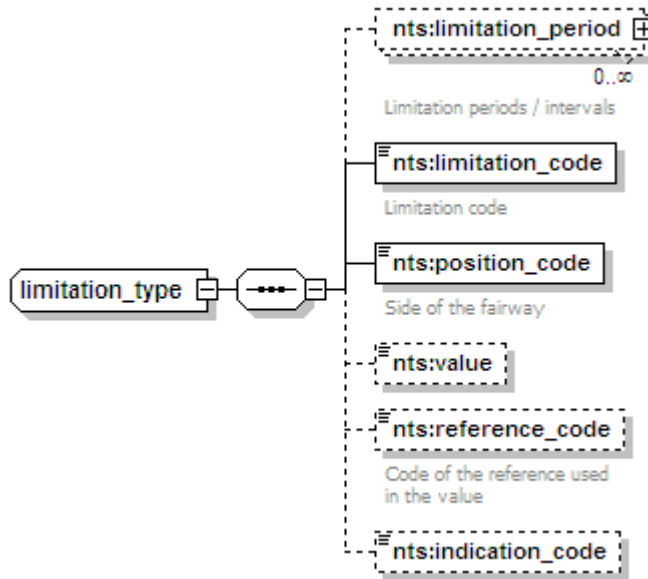 nts:limitation_period
0..∞
Limitation periods / intervals
nts:limitation_code
Limitation code
nts:position_code
limitation_type
Side of the fairway
nts:value
nts:reference_code
Code of the reference used
in the value
nts:indication_code